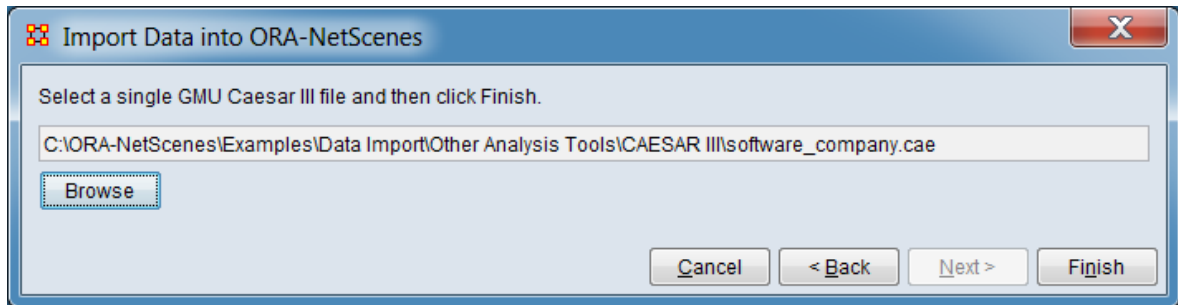 Import Data into ORA-NetScenes
X
Select a single GMU Caesar III file and then click Finish.
C:\ORA-NetScenes\Examples\Data Import\Other Analysis Tools\CAESAR III\software_company.cae
Browse
Cancel < Back Next > Finish